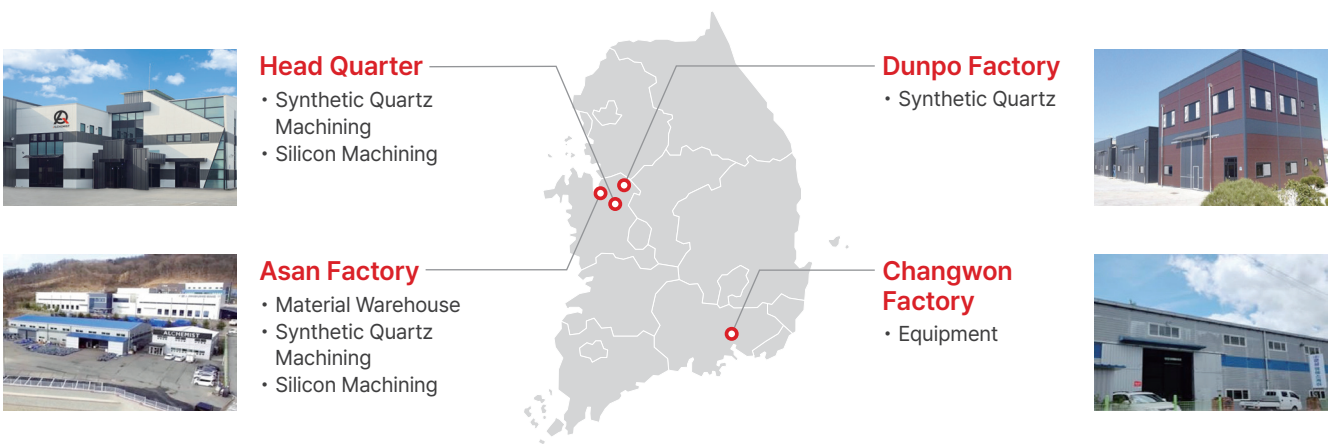 Head Quarter
・ Synthetic Quartz
Machining
・ Silicon Machining
Dunpo Factory
・ Synthetic Quartz
Asan Factory
・ Material Warehouse
・ Synthetic Quartz
Machining
・ Silicon Machining
Changwon
Factory
・ Equipment
ALCHEMIST